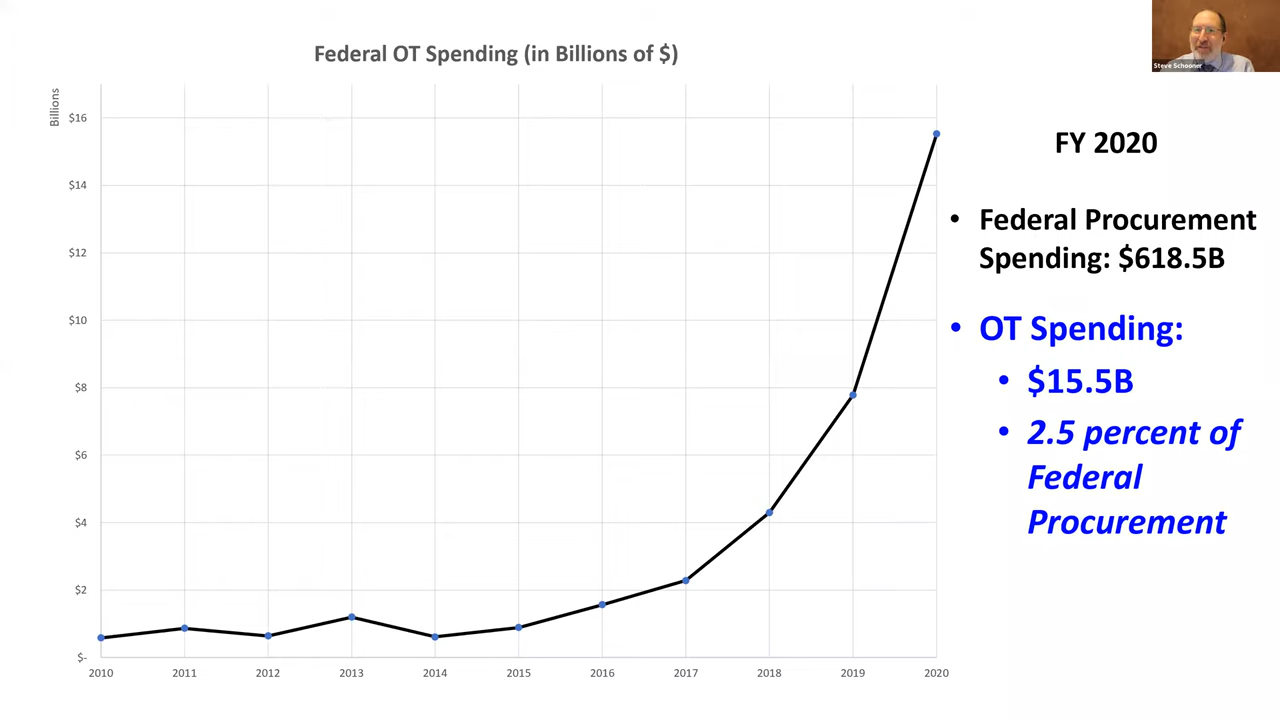 Federal OT Spending (in Billions of $)
Billions
$16
$14
$12
$10
$8
$6
$4
$2
$-
2010 2011 2012 2013 2014 2015 2016 2017 2018 2019 2020
Steve Schooner
FY 2020
• Federal Procurement
Spending: $618.5B
• OT Spending:
• $15.5B
• 2.5 percent of
Federal
Procurement